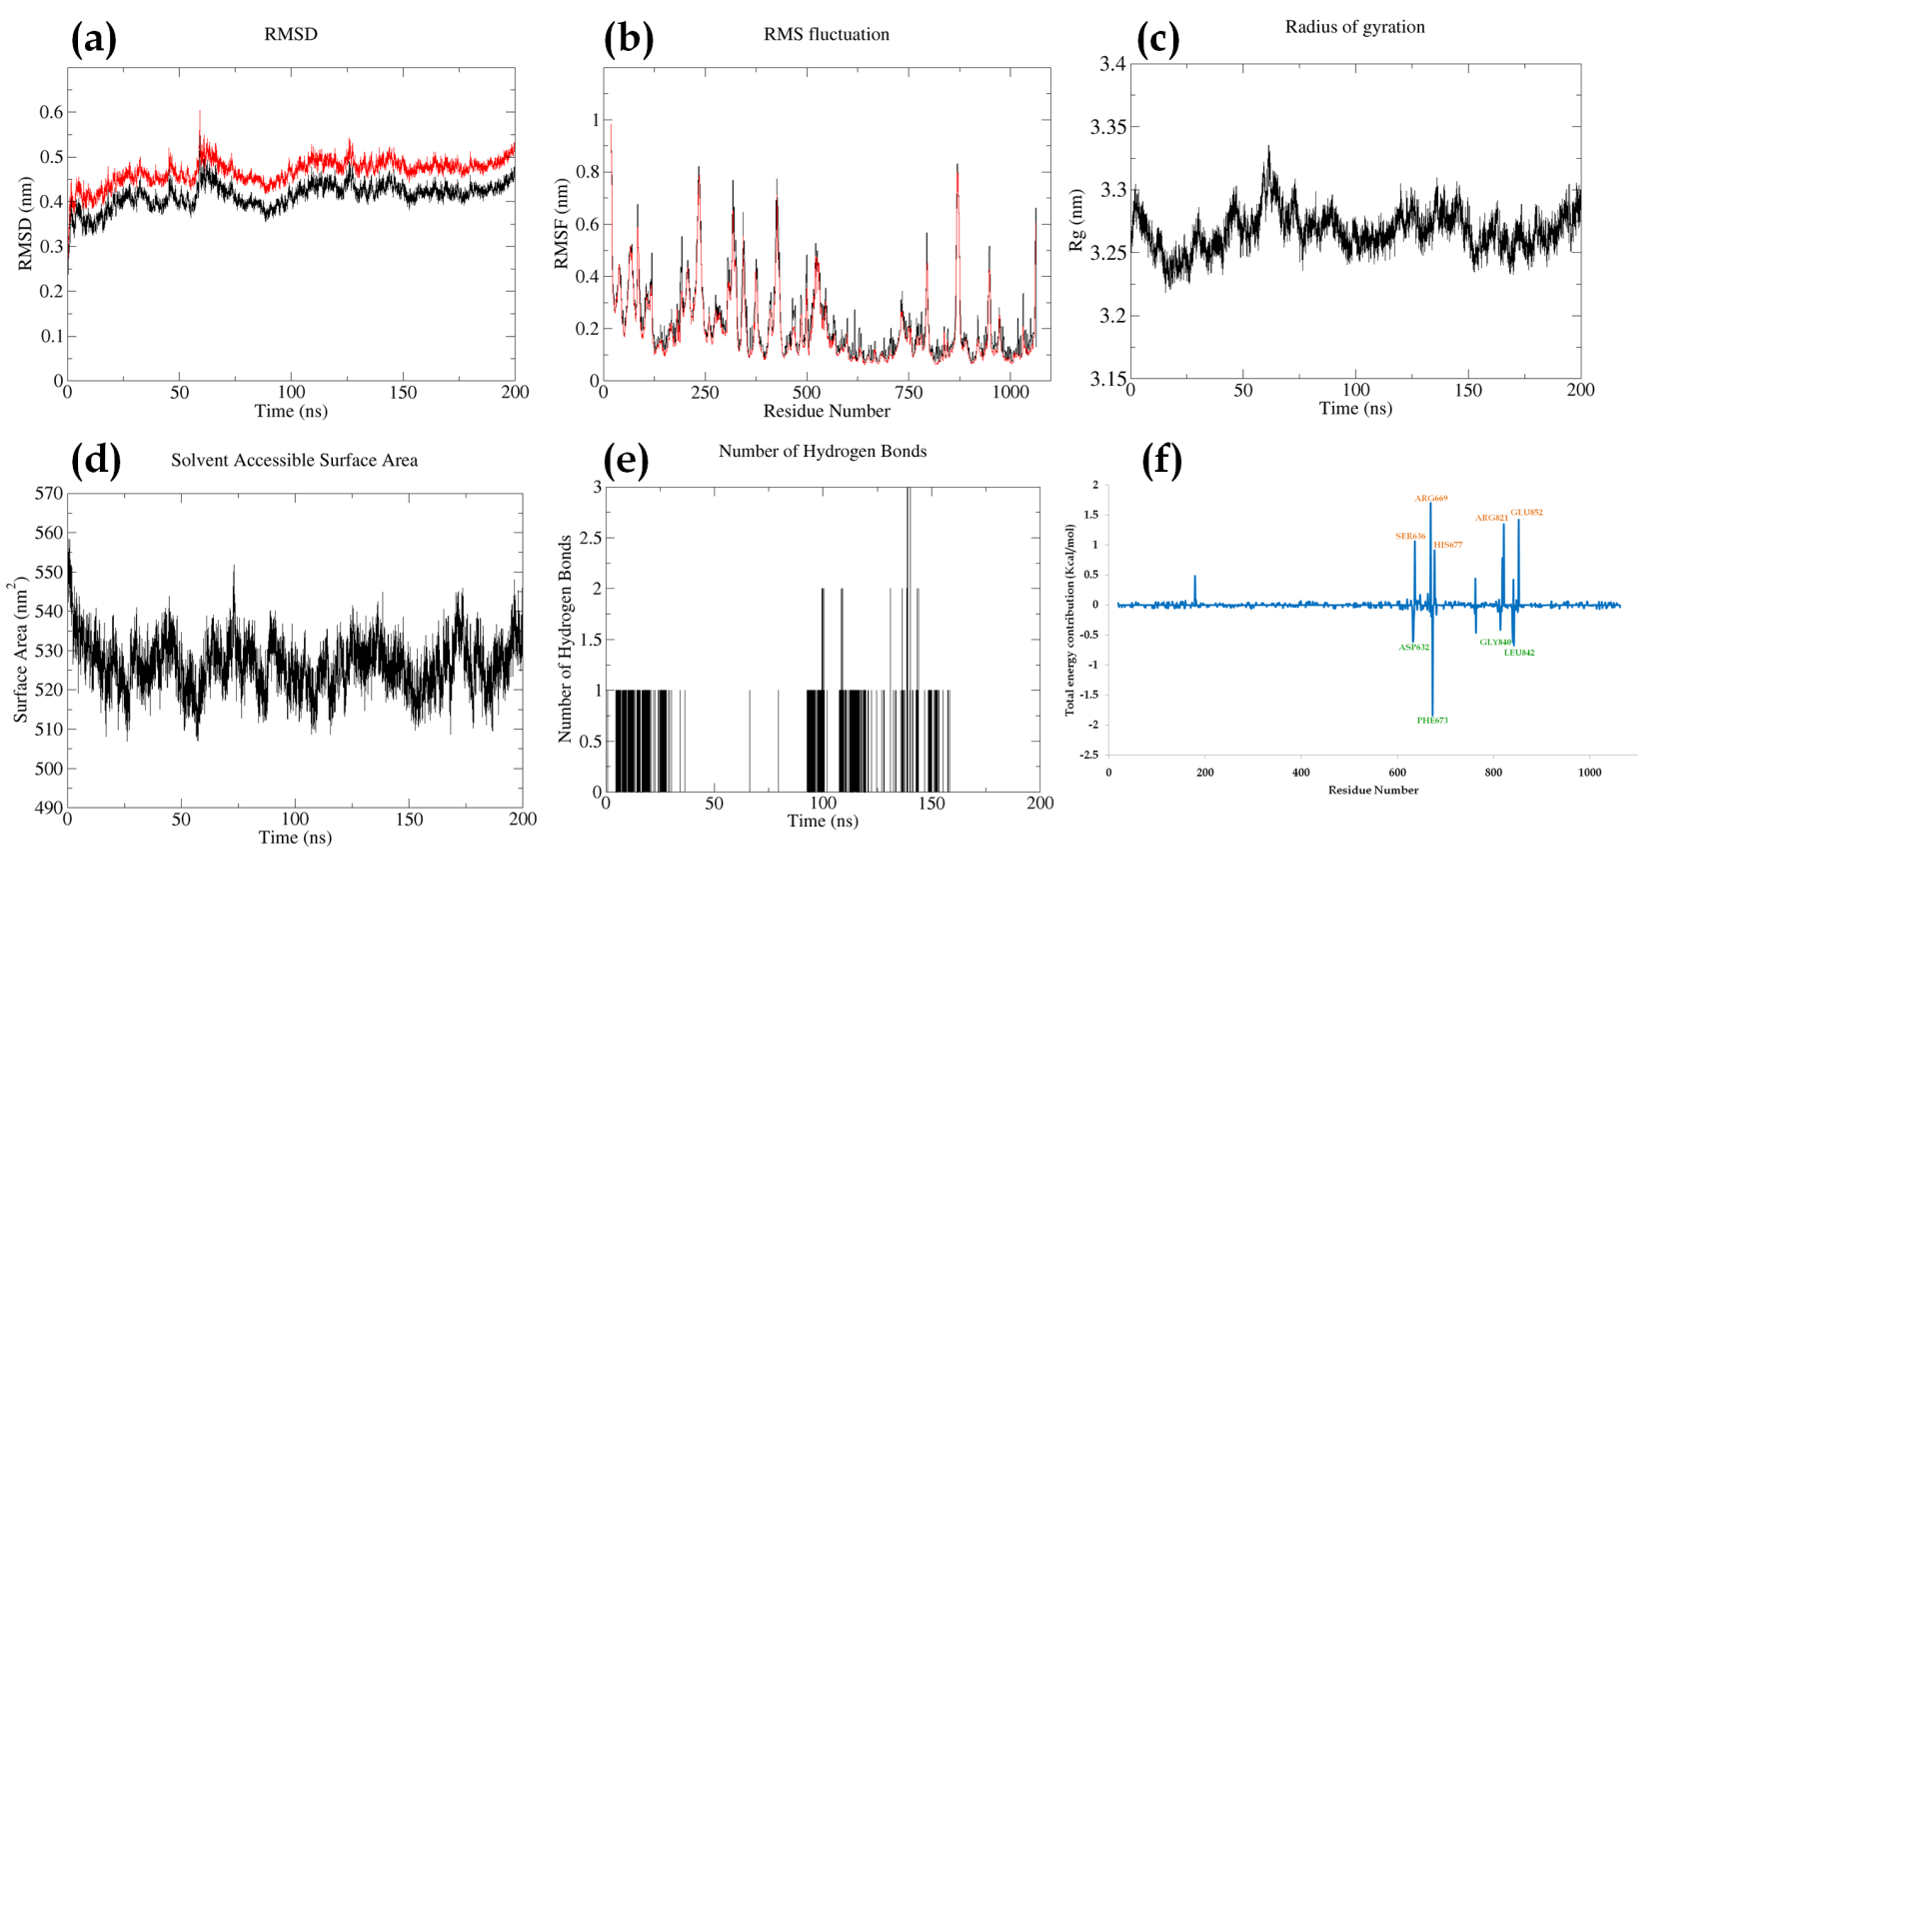 (a)
RMSD
0.6
0.5
0.4
0.3
0.2
0.1
0
RMSD (nm)
0 50 100 150 200
Time (ns)
(b)
RMS fluctuation
1
0.8
0.6
0.4
0.2
0
RMSF (nm)
0 250 500 750 1000
Residue Number
(c)
Radius of gyration
3.4
3.35
3.3
3.25
3.2
3.15
Rg (nm)
0 50 100 150 200
Time (ns)
(d)
Solvent Accessible Surface Area
570
560
550
540
530
520
510
500
490
Surface Area (nm2)
0 50 100 150 200
Time (ns)
(e)
Number of Hydrogen Bonds
3
2.5
2
1.5
1
0.5
0
Number of Hydrogen Bonds
0 50 100 150 200
Time (ns)
(f)
2
1.5
1
0.5
0
-0.5
-1
-1.5
-2
-2.5
Total energy contribution (Kcal/mol)
ARG669
ARG821
GLU852
SER636
HIS677
ASP632
GLY840
LEU842
PHE673
0 200 400 600 800 1000
Residue Number